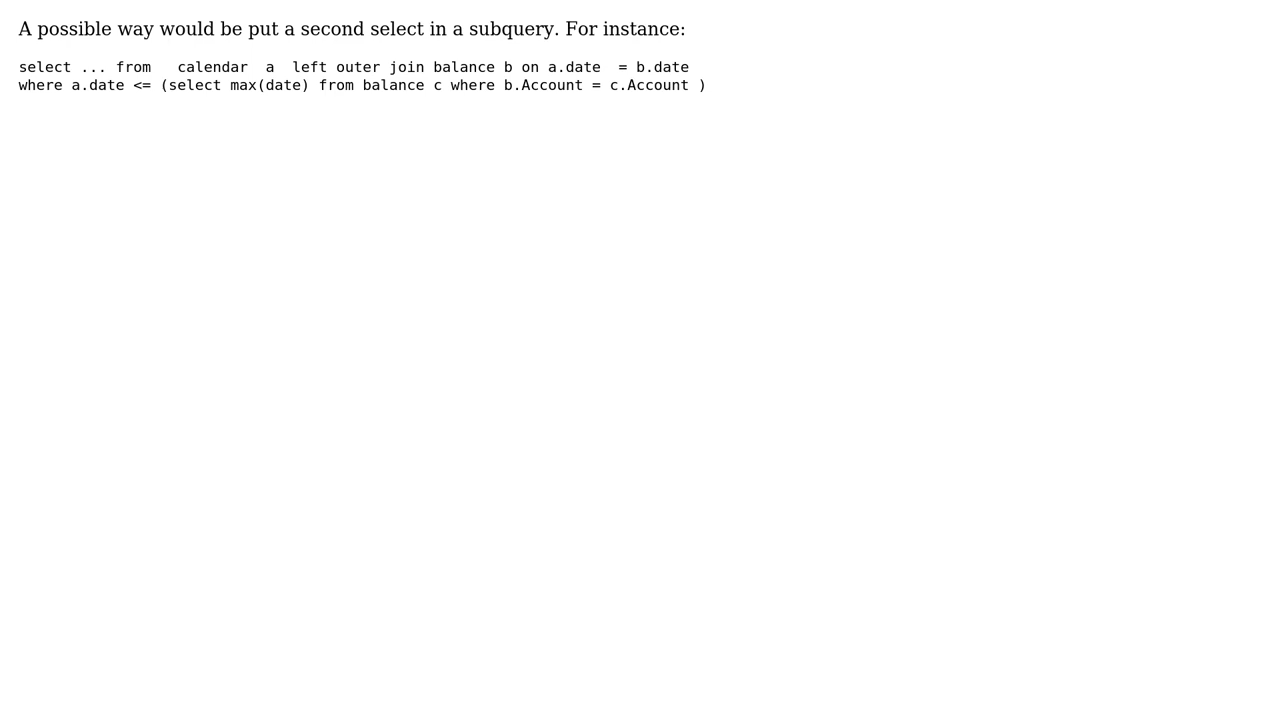 A possible way would be put a second select in a subquery. For instance:
select ... from   calendar  a  left outer join balance b on a.date  = b.date
where a.date <= (select max(date) from balance c where b.Account = c.Account )